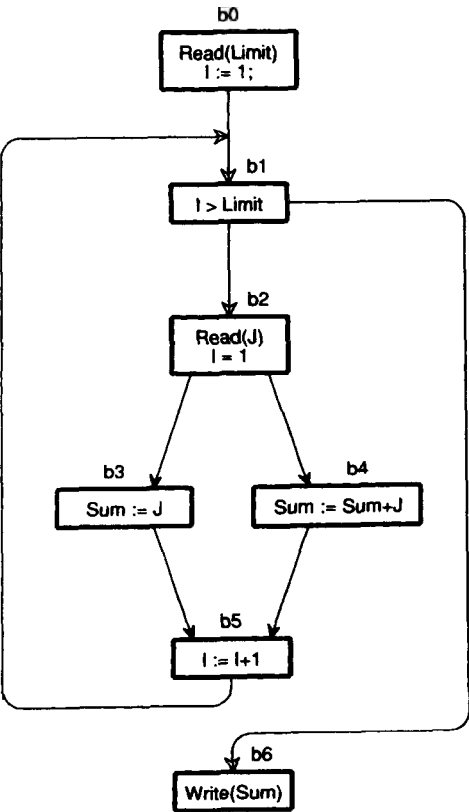 b0
Read(Limit)
I := 1;
b1
I > Limit
b2
Read(J)
I = 1
b3
Sum := J
b4
Sum := Sum+J
b5
I := I+1
b6
Write(Sum)